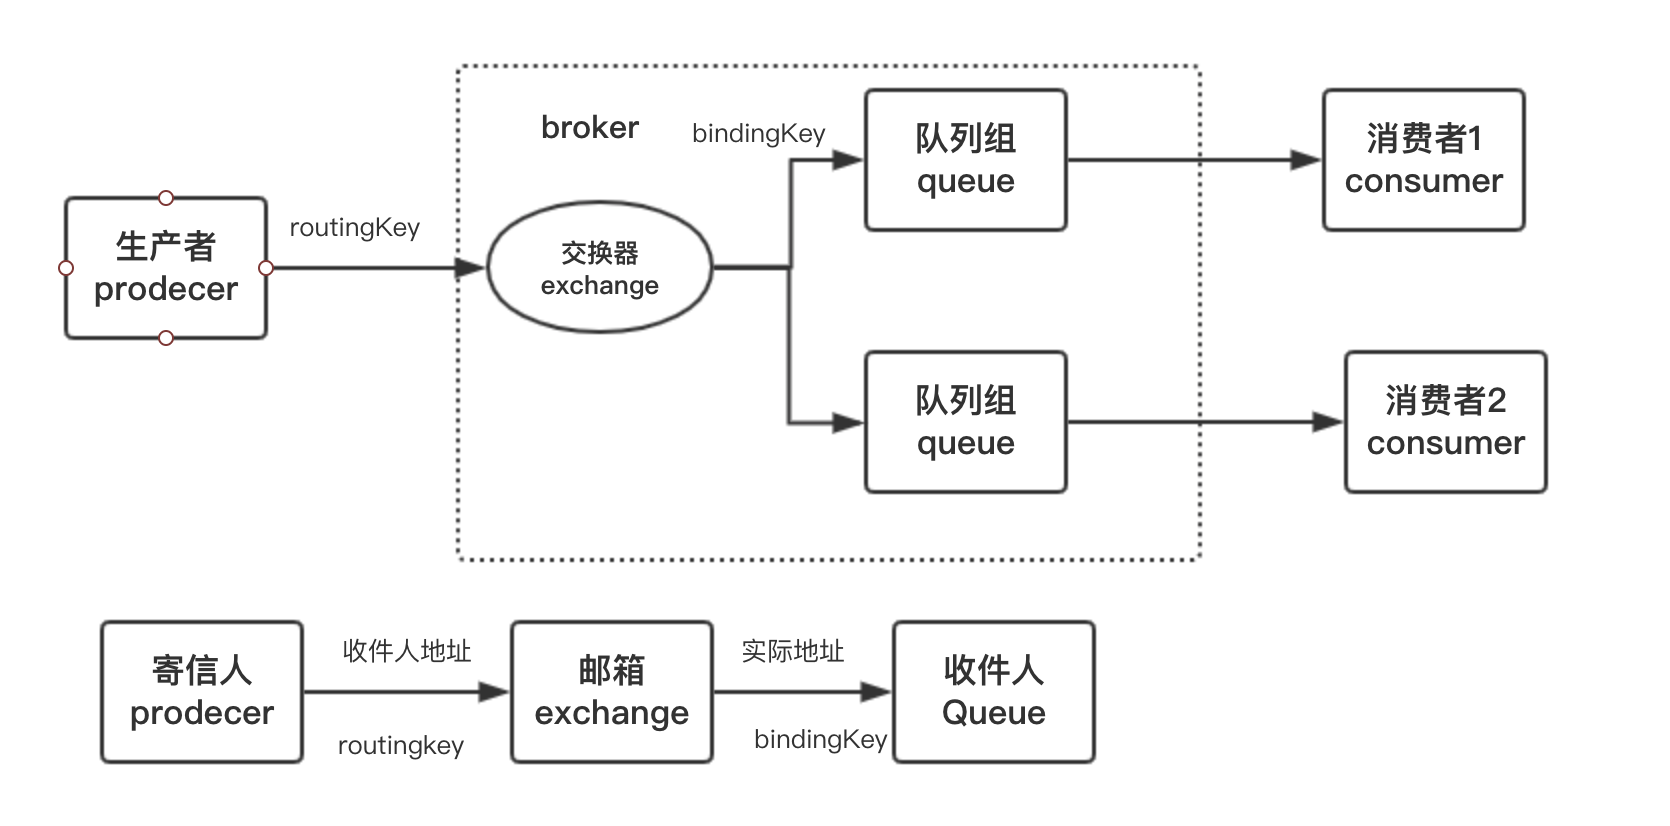 broker
bindingKey
队列组
queue
消费者1
consumer
生产者
prodecer
routingKey
交换器
exchange
队列组
queue
消费者2
consumer
寄信人
prodecer
收件人地址
routingkey
邮箱
exchange
实际地址
bindingKey
收件人
Queue